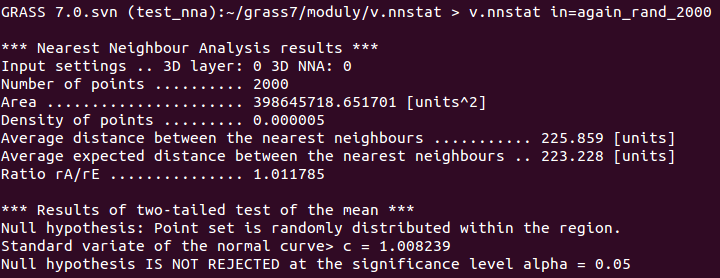 GRASS 7.0.svn (test_nna):~/grass7/moduly/v.nnstat > v.nnstat in=again_rand_2000
*** Nearest Neighbour Analysis results ***
Input settings .. 3D layer: 0 3D NNA: 0
Number of points .......... 2000
Area ...................... 398645718.651701 [units^2]
Density of points ......... 0.000005
Average distance between the nearest neighbours ........... 225.859 [units]
Average expected distance between the nearest neighbours .. 223.228 [units]
Ratio rA/rE ............... 1.011785
*** Results of two-tailed test of the mean ***
Null hypothesis: Point set is randomly distributed within the region.
Standard variate of the normal curve> c = 1.008239
Null hypothesis IS NOT REJECTED at the significance level alpha = 0.05